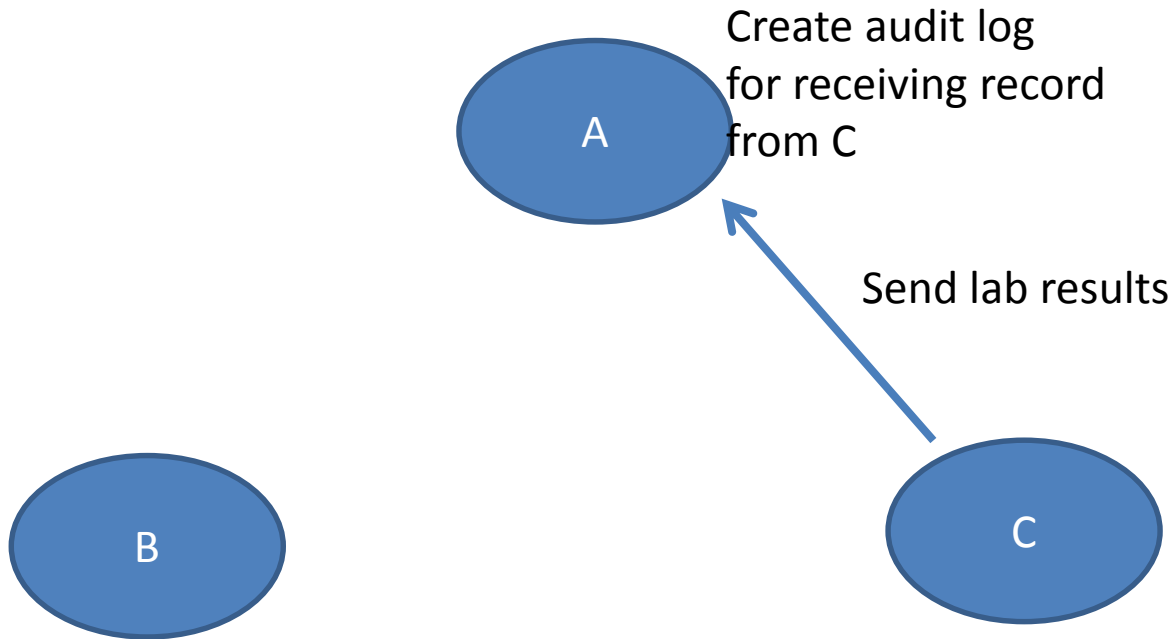 Create audit log
for receiving record
from C
A
Send lab results
B
C